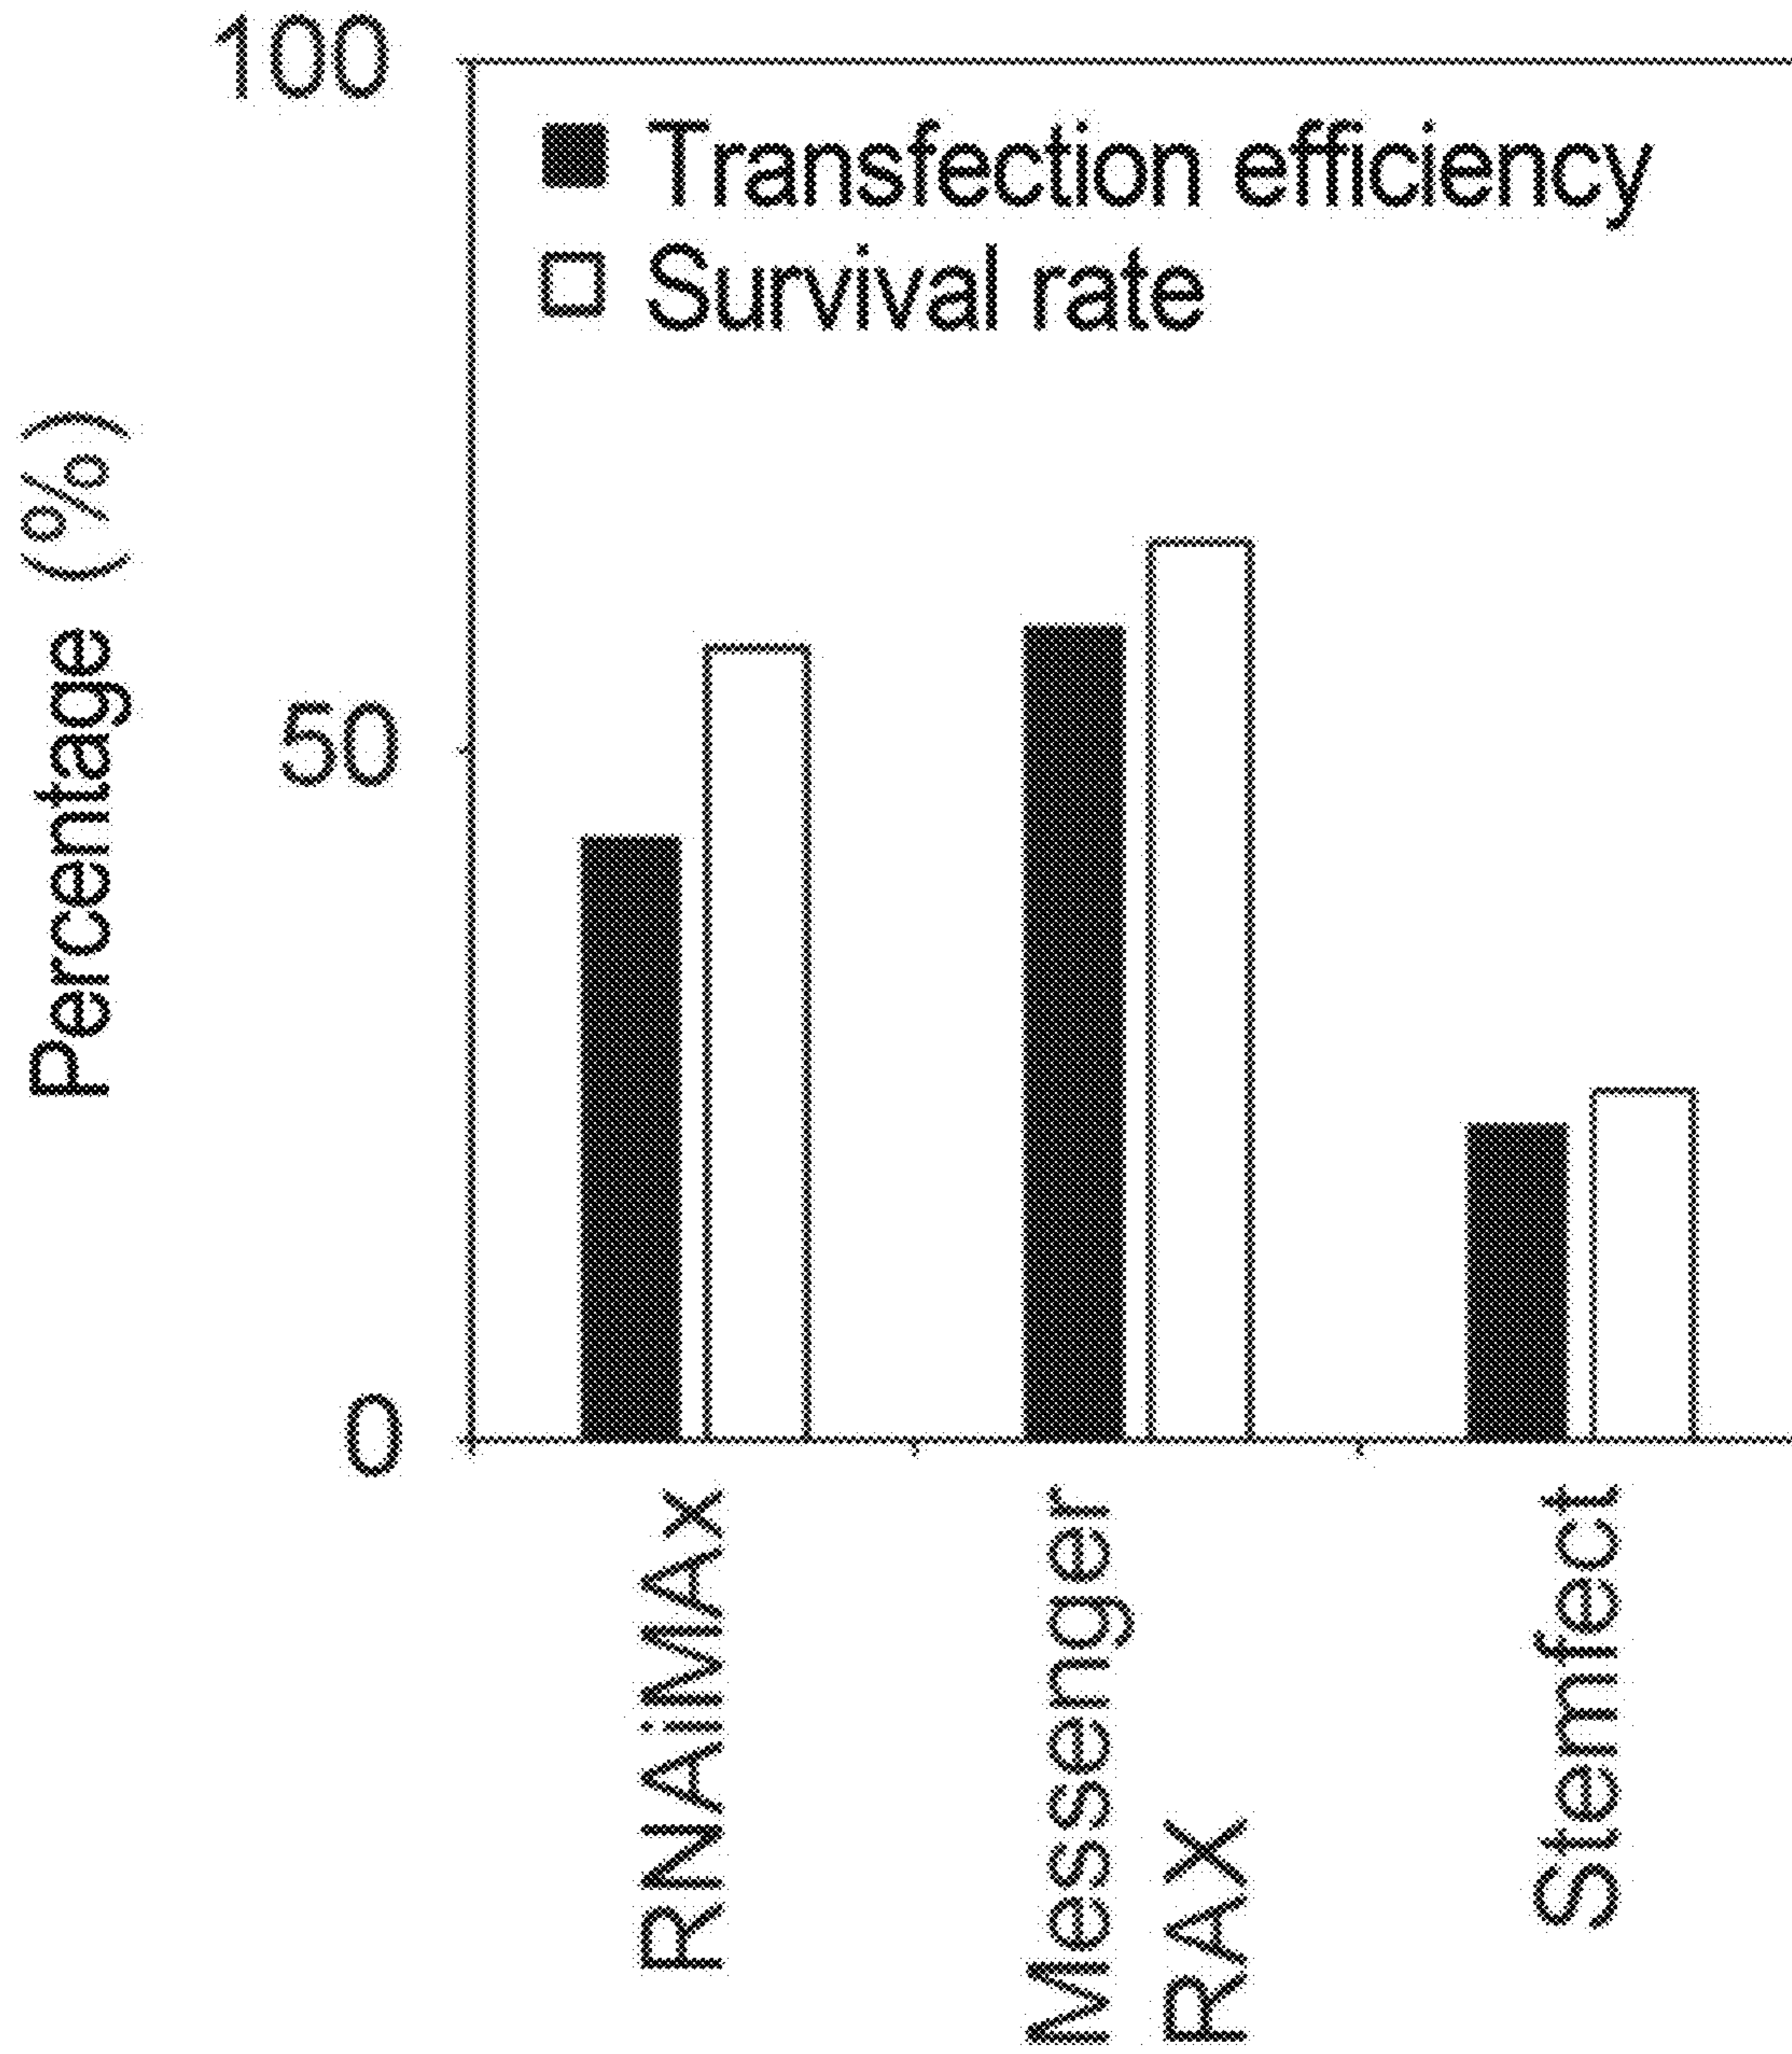 100
Transfection efficiency
Survival rate
Percentage (%)
50
0
RNAiMAx
Messenger
RAX
Stemfect